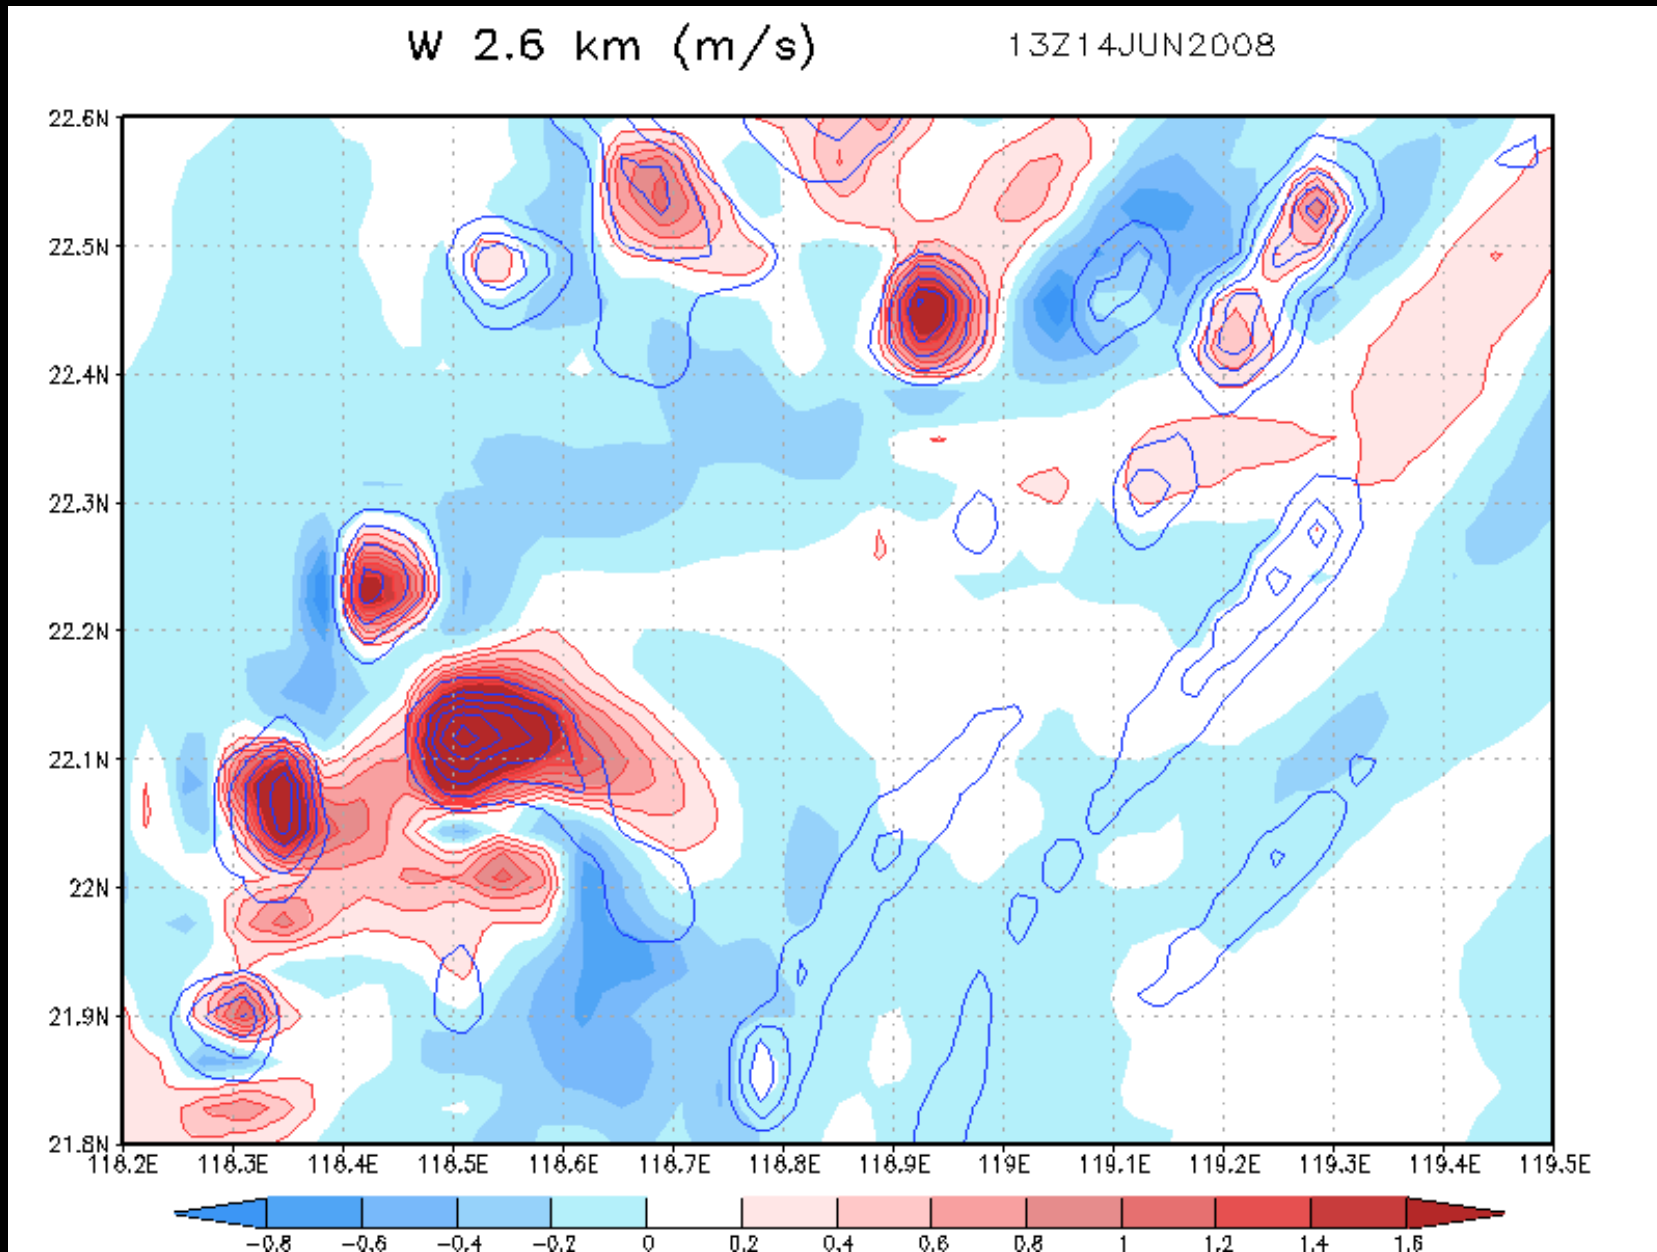 W 2.6 km (m/s) 13Z14JUN2008
22.6N
22.5N
22.4N
22.3N
22.2N
22.1N
22N
21.9N
21.8N
118.2E 118.3E 118.4E 118.5E 118.6E 118.7E 118.8E 118.9E 119E 119.1E 119.2E 119.3E 119.4E 119.5E
-0.8 -0.6 -0.4 -0.2 0 0.2 0.4 0.6 0.8 1 1.2 1.4 1.6